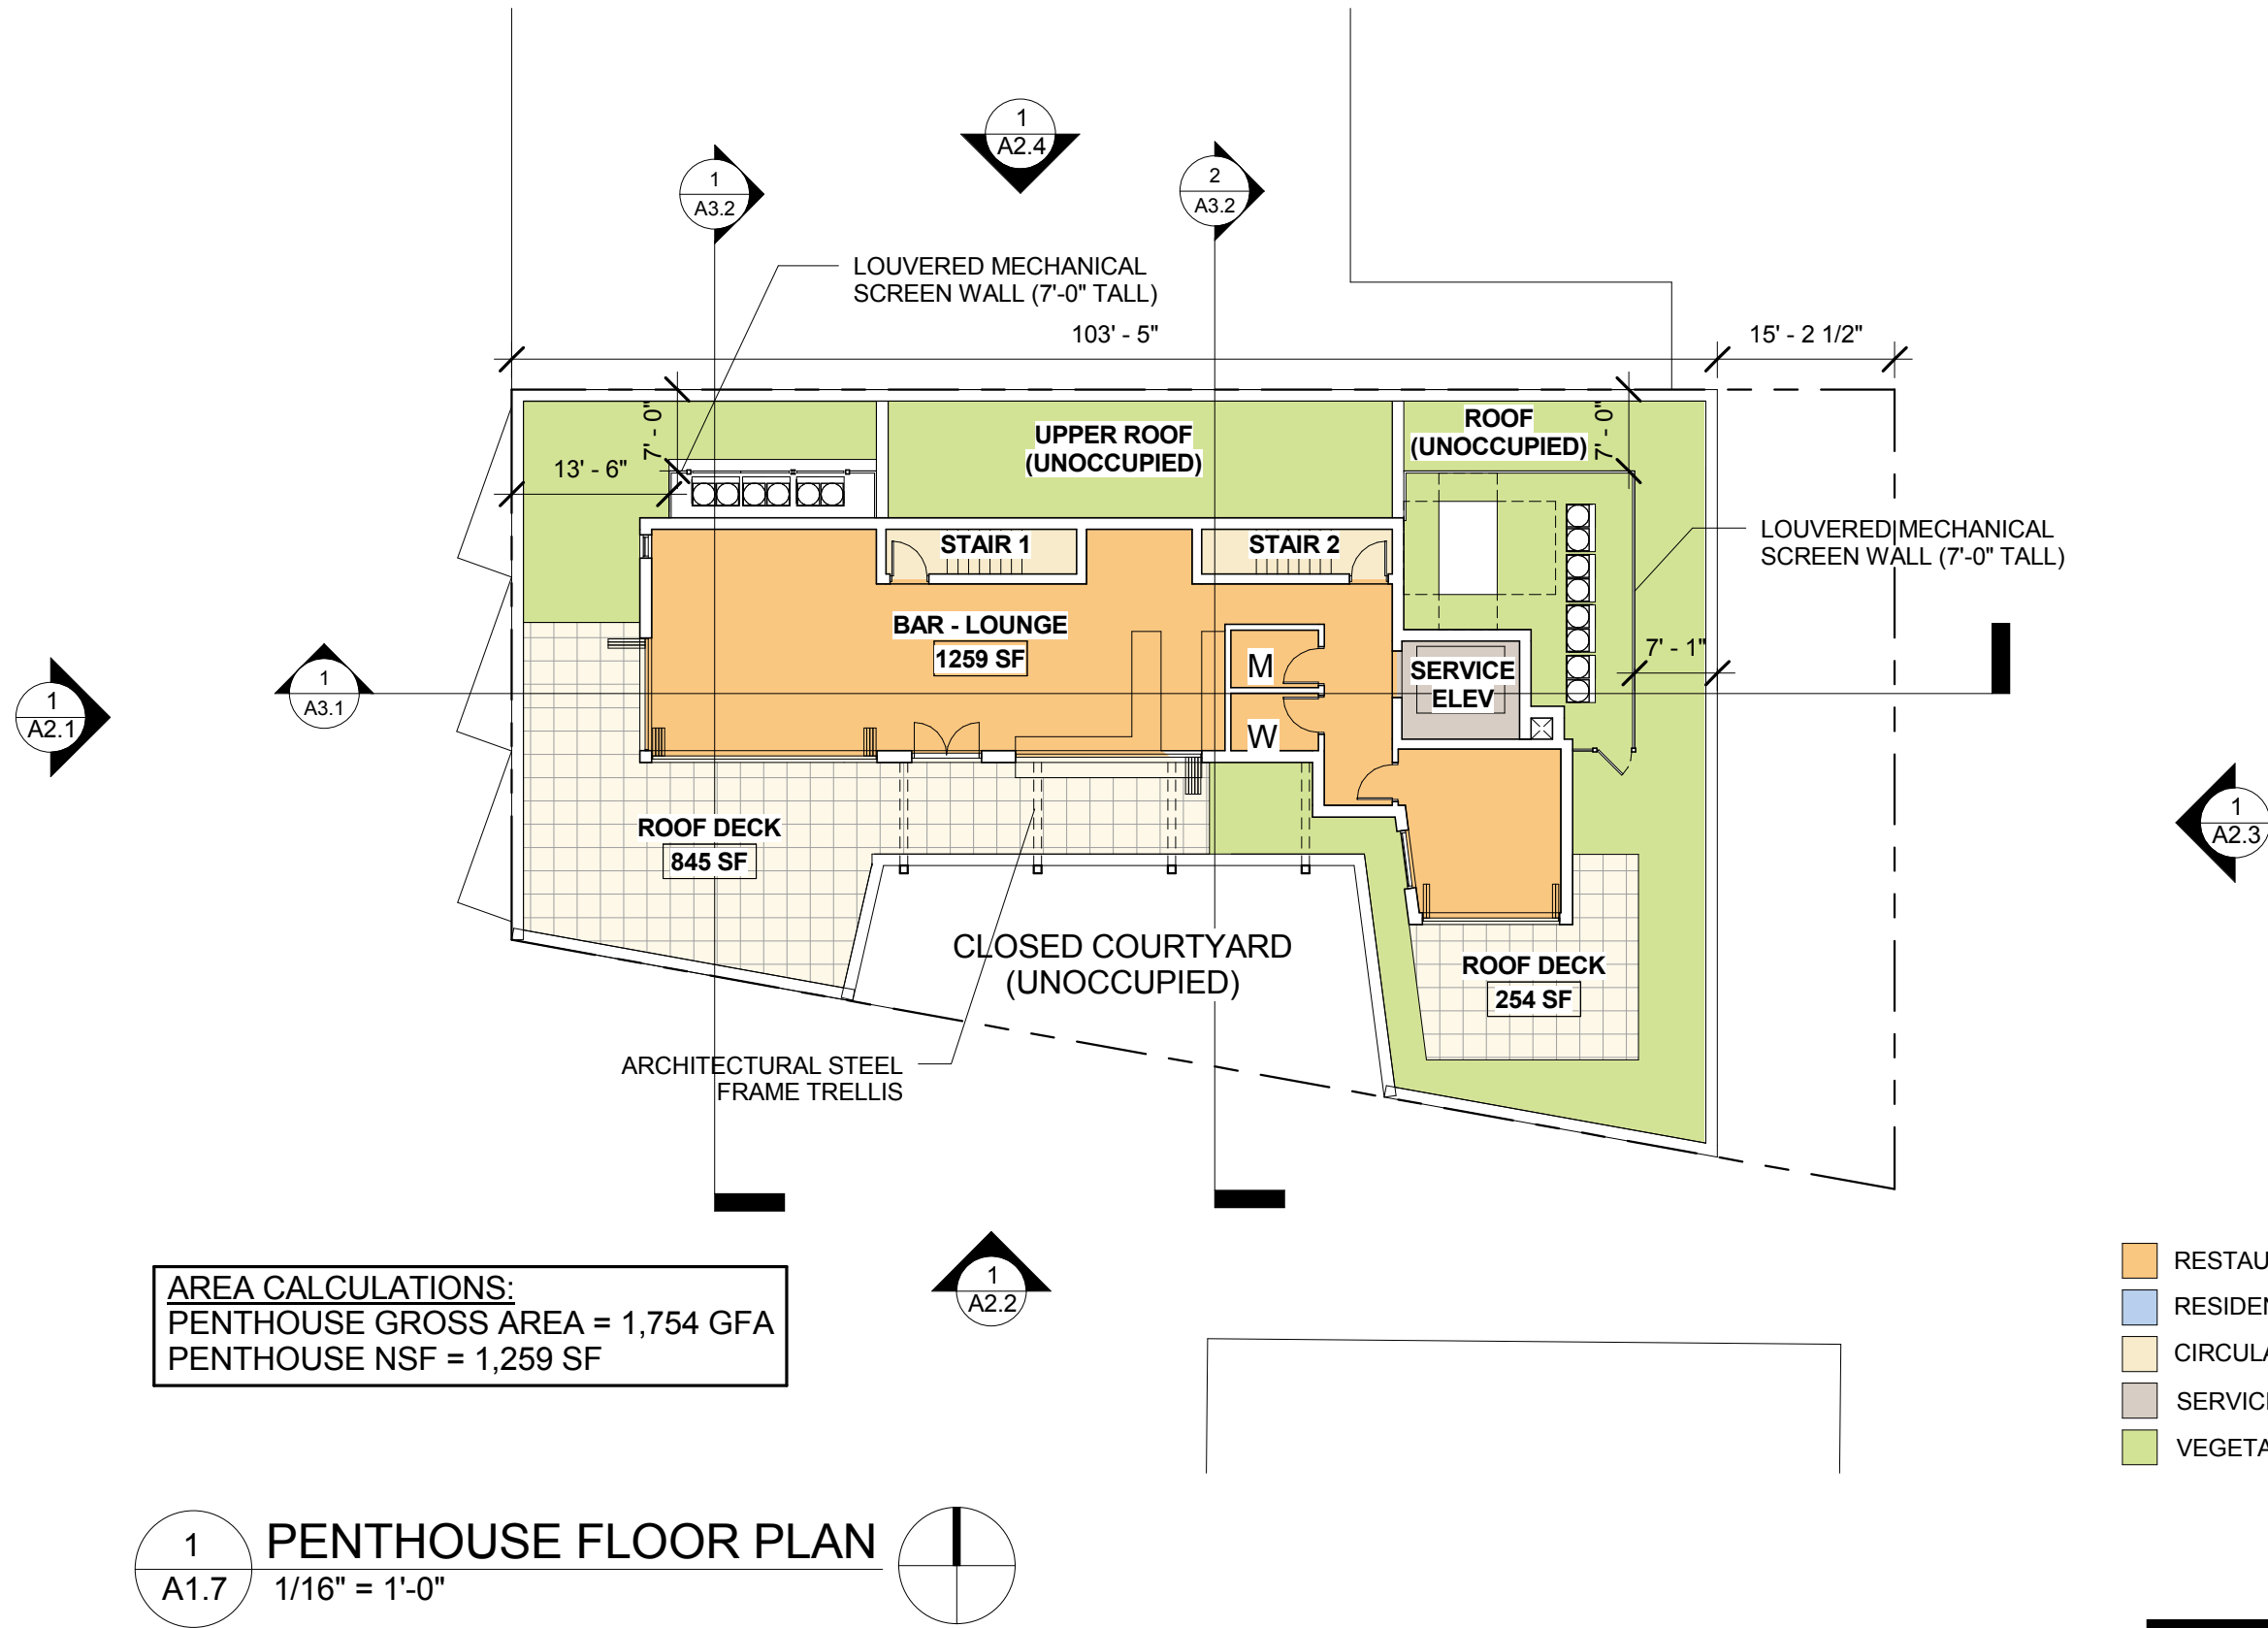 1
A2.4
1
A3.2
2
A3.2
LOUVERED MECHANICAL
SCREEN WALL (7'-0" TALL)
103' - 5"
15' - 2 1/2"
7' - 0"
13' - 6"
UPPER ROOF
(UNOCCUPIED)
ROOF
(UNOCCUPIED)
7' - 0"
LOUVERED MECHANICAL
SCREEN WALL (7'-0" TALL)
STAIR 1
STAIR 2
BAR - LOUNGE
1259 SF
M
W
SERVICE
ELEV
7' - 1"
1
A2.1
1
A3.1
1
A2.3
ROOF DECK
845 SF
CLOSED COURTYARD
(UNOCCUPIED)
ROOF DECK
254 SF
ARCHITECTURAL STEEL
FRAME TRELLIS
1
A2.2
AREA CALCULATIONS:
PENTHOUSE GROSS AREA = 1,754 GFA
PENTHOUSE NSF = 1,259 SF
1
A1.7
PENTHOUSE FLOOR PLAN
1/16" = 1'-0"